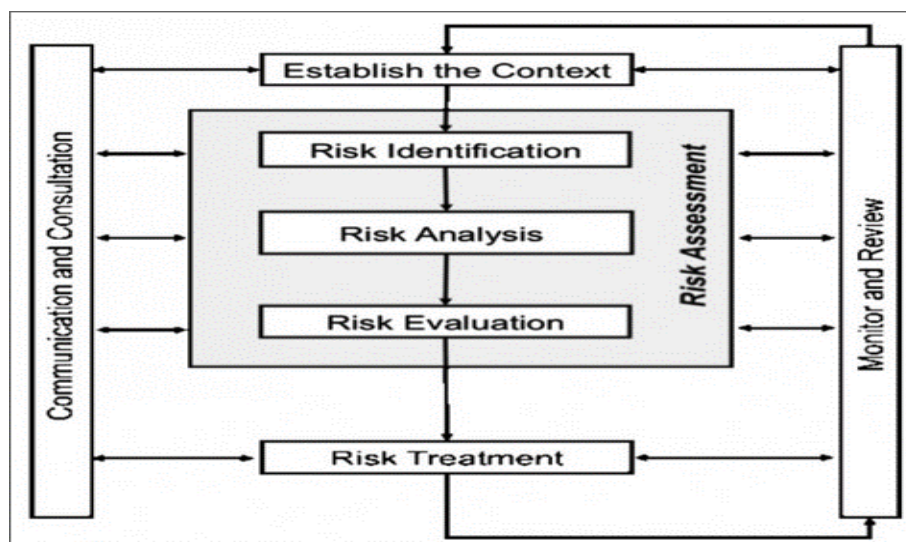 Establish the Context
Risk Identification
Risk Analysis
Risk Evaluation
Risk Assessment
Risk Treatment
Communication and Consultation
Monitor and Review